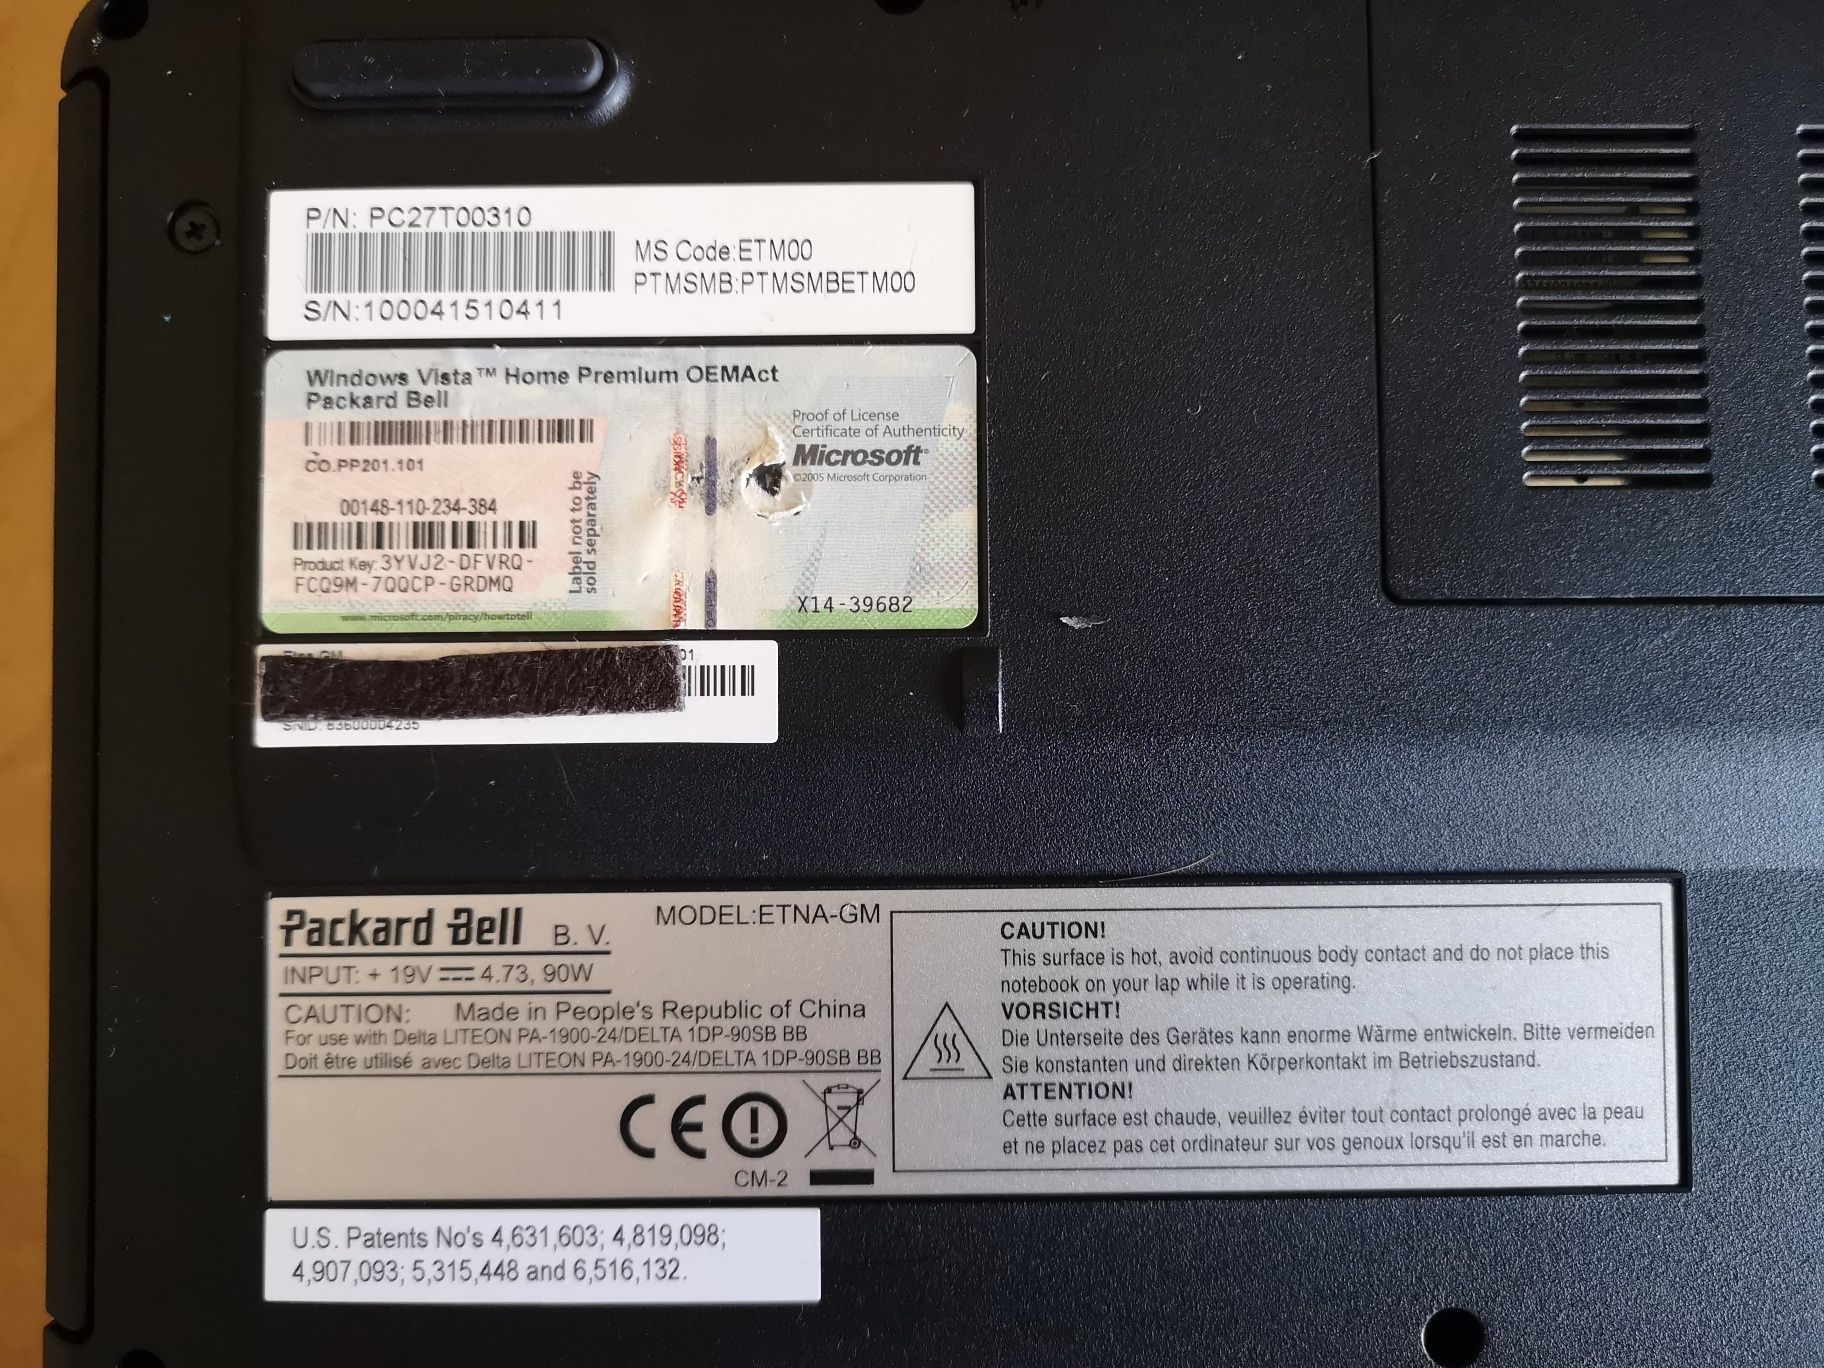 P/N: PC27T00310
MS Code:ETM00
PTMSMB:PTMSMBETM00
S/N:100041510411
Windows Vista™ Home Premium OEMAct
Packard Bell
Proof of License
Certificate of Authenticity
Microsoft®
©2005 Microsoft Corporation
CO.PP201.101
00148-110-234-384
Label not to be
sold separately
Product Key: 3YVJ2-DFVRQ-
FCQ9M-7QQCP-GRDMQ
www.microsoft.com/piracy/howtotell
X14-39682
01
SNID: 83600004235
Packard Bell B. V.
MODEL:ETNA-GM
INPUT: + 19V 4.73, 90W
CAUTION: Made in People's Republic of China
For use with Delta LITEON PA-1900-24/DELTA 1DP-90SB BB
Doit être utilisé avec Delta LITEON PA-1900-24/DELTA 1DP-90SB BB
CE
CM-2
CAUTION!
This surface is hot, avoid continuous body contact and do not place this
notebook on your lap while it is operating.
VORSICHT!
Die Unterseite des Gerätes kann enorme Wärme entwickeln. Bitte vermeiden
Sie konstanten und direkten Körperkontakt im Betriebszustand.
ATTENTION!
Cette surface est chaude, veuillez éviter tout contact prolongé avec la peau
et ne placez pas cet ordinateur sur vos genoux lorsqu'il est en marche.
U.S. Patents No's 4,631,603; 4,819,098;
4,907,093; 5,315,448 and 6,516,132.